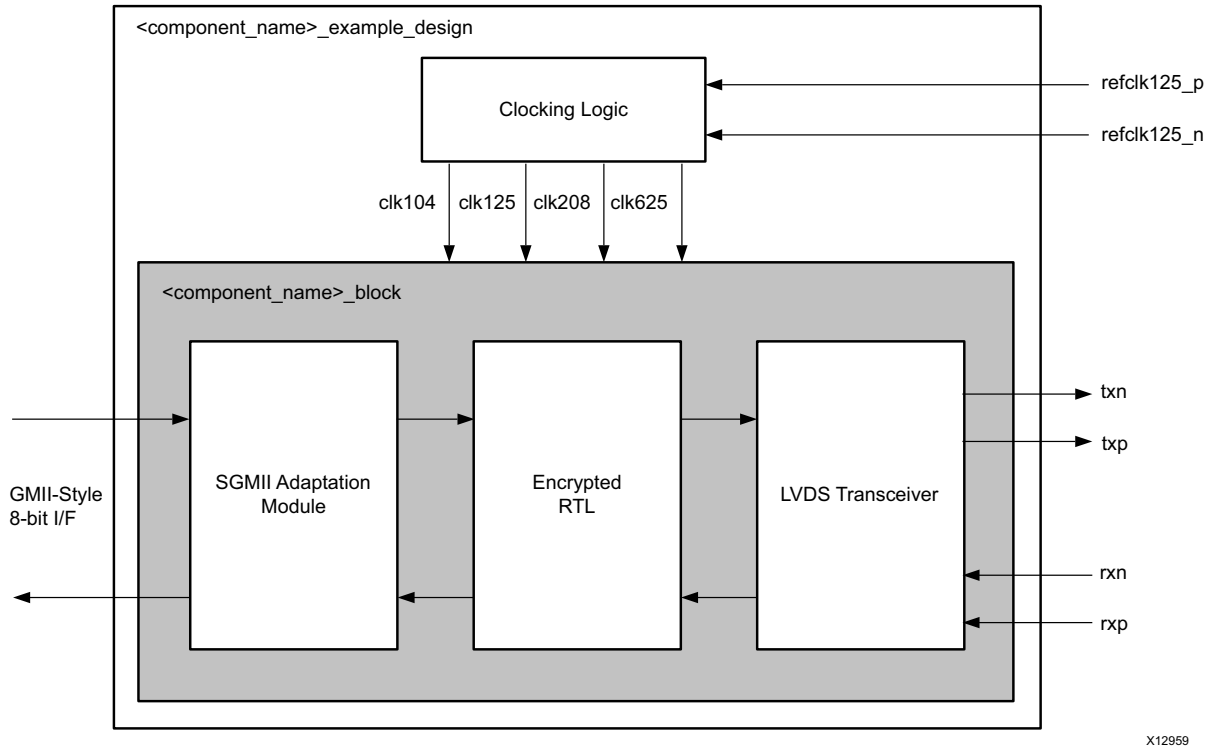 <component_name>_example_design
Clocking Logic
refclk125_p
refclk125_n
clk104
clk125
clk208
clk625
<component_name>_block
SGMII Adaptation
Module
Encrypted
RTL
LVDS Transceiver
GMII-Style
8-bit I/F
txn
txp
rxn
rxp
X12959